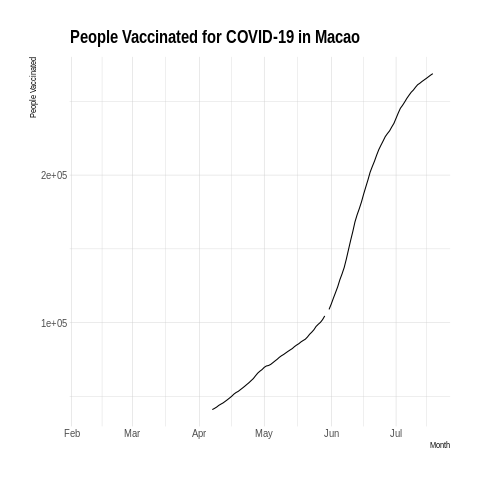 People Vaccinated for COVID-19 in Macao
People Vaccinated
2e+05
1e+05
Feb Mar Apr May Jun Jul
Month